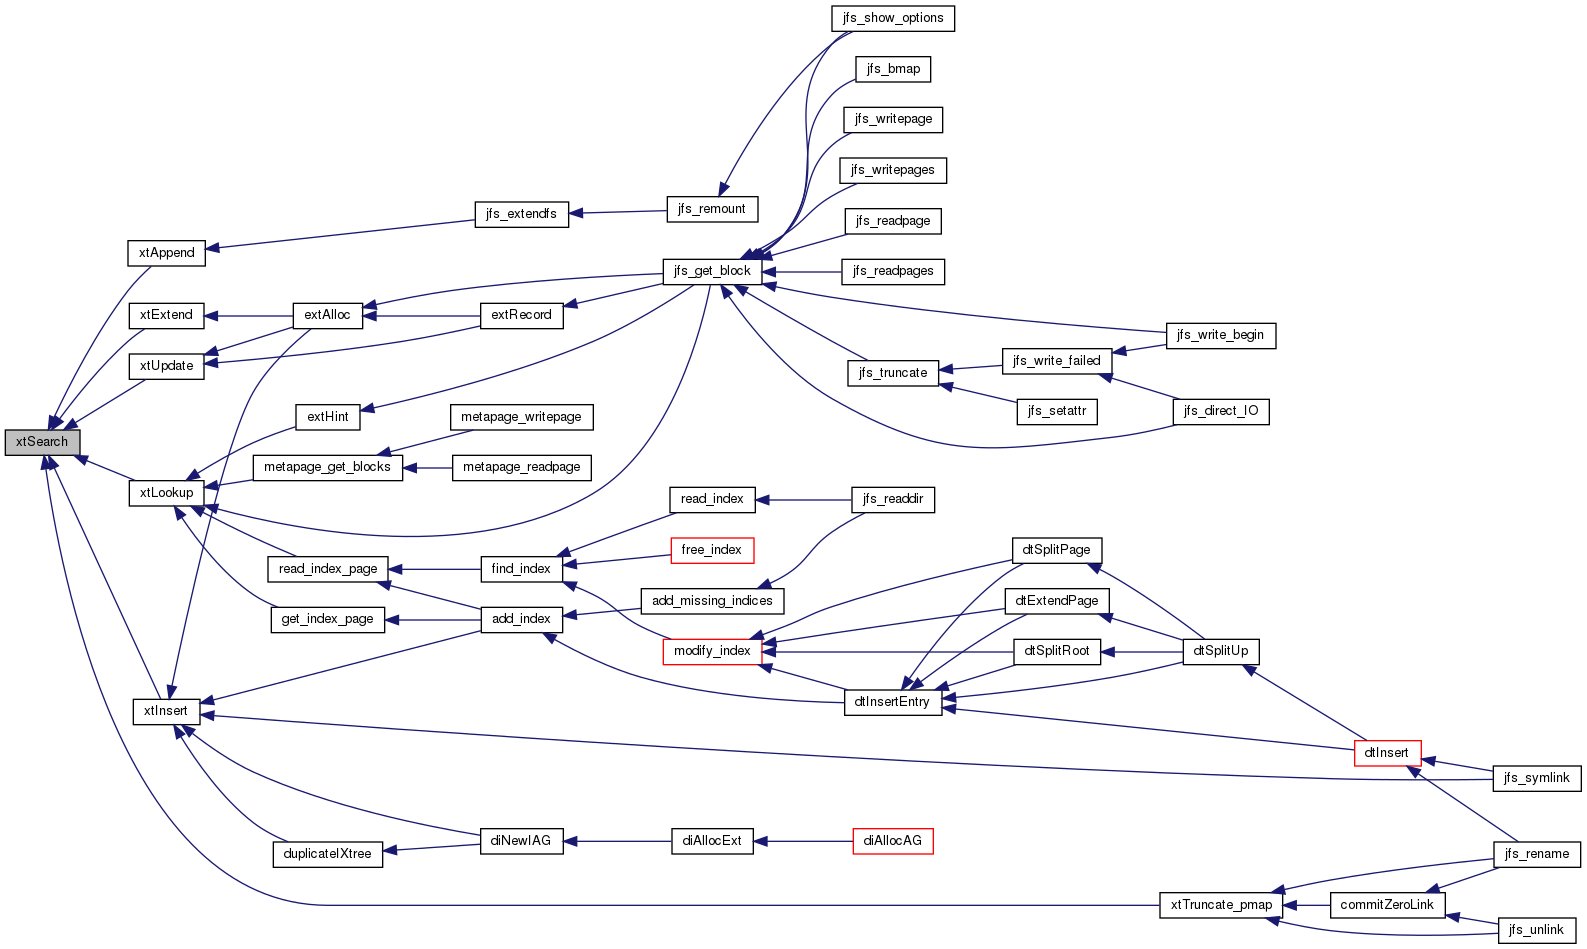 jfs_show_options
jfs_bmap
jfs_writepage
jfs_writepages
jfs_extendfs
jfs_remount
jfs_readpage
xtAppend
jfs_get_block
jfs_readpages
xtExtend
extAlloc
extRecord
jfs_write_begin
xtUpdate
jfs_truncate
jfs_write_failed
extHint
metapage_writepage
jfs_setattr
jfs_direct_IO
xtSearch
metapage_get_blocks
metapage_readpage
xtLookup
read_index
jfs_readdir
free_index
dtSplitPage
read_index_page
find_index
add_missing_indices
dtExtendPage
get_index_page
add_index
modify_index
dtSplitRoot
dtSplitUp
xtInsert
dtInsertEntry
dtInsert
jfs_symlink
duplicateIXtree
diNewIAG
diAllocExt
diAllocAG
jfs_rename
xtTruncate_pmap
commitZeroLink
jfs_unlink